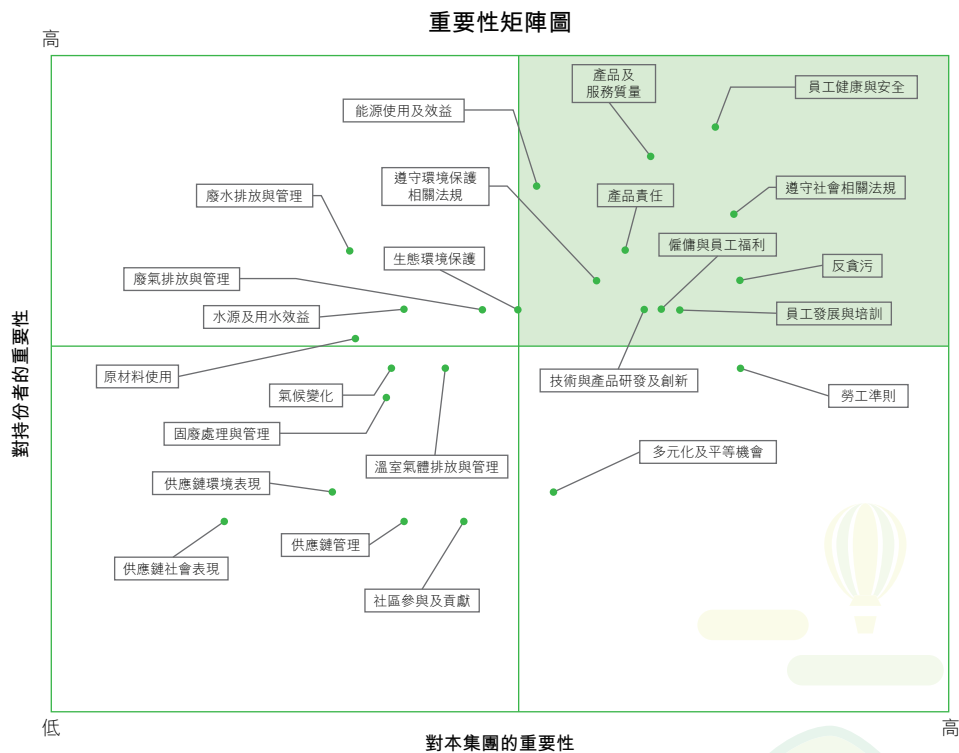 重要性矩陣圖
高
產品及
服務質量
員工健康與安全
能源使用及效益
遵守環境保護
相關法規
遵守社會相關法規
廢水排放與管理
產品責任
僱傭與員工福利
生態環境保護
反貪污
廢氣排放與管理
水源及用水效益
員工發展與培訓
對持份者的重要性
原材料使用
技術與產品研發及創新
氣候變化
勞工準則
固廢處理與管理
多元化及平等機會
溫室氣體排放與管理
供應鏈環境表現
供應鏈管理
供應鏈社會表現
社區參與及貢獻
低
高
對本集團的重要性